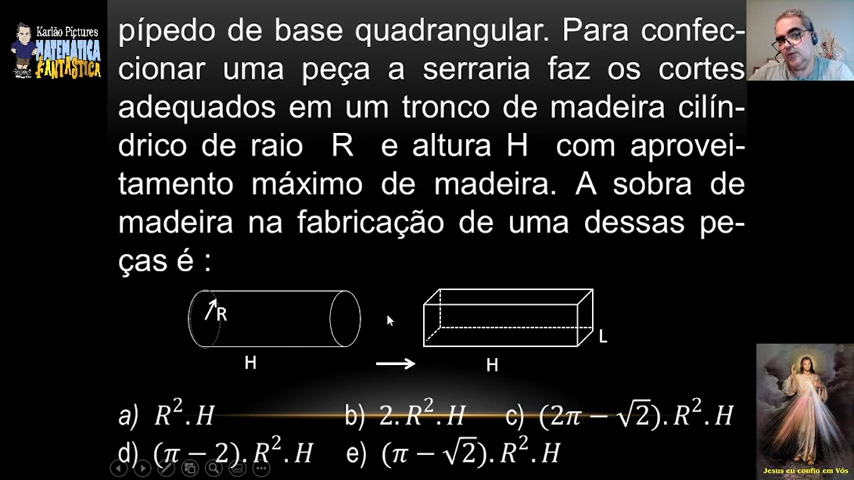 Karlão Pictures
MATEMÁTICA
FANTÁSTICA
pípedo de base quadrangular. Para confec-
cionar uma peça a serraria faz os cortes
adequados em um tronco de madeira cilín-
drico de raio R e altura H com aprovei-
tamento máximo de madeira. A sobra de
madeira na fabricação de uma dessas pe-
ças é :
R
L
H
H
a) R².H b) 2.R².H c) (2π − √2).R².H
d) (π − 2).R².H e) (π − √2).R².H
Jesus eu confio em Vós